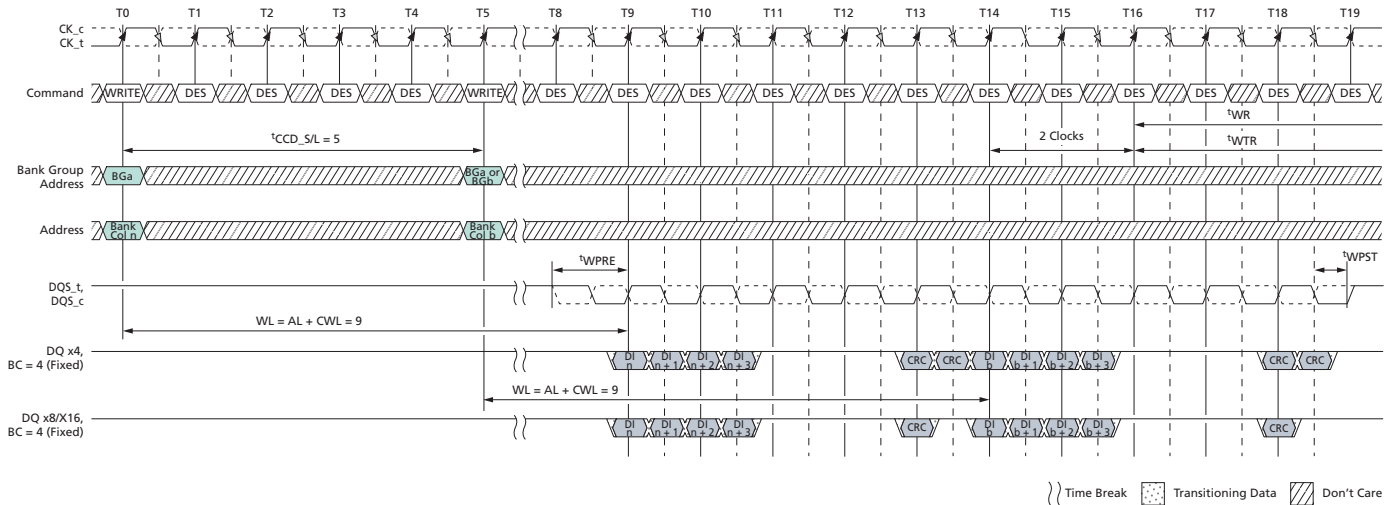 T0 T1 T2 T3 T4 T5 T8 T9 T10 T11 T12 T13 T14 T15 T16 T17 T18 T19
CK_c
CK_t
Command WRITE DES DES DES DES WRITE DES DES DES DES DES DES DES DES DES DES DES DES
tWR
tCCD_S/L = 5 2 Clocks tWTR
Bank Group
Address
BGa BGa or
BGb
Address Bank
Col n
Bank
Col b
tWPRE tWPST
DQS_t,
DQS_c
WL = AL + CWL = 9
DQ x4,
BC = 4 (Fixed)
DI
n
DI
n + 1
DI
n + 2
DI
n + 3
CRC CRC
DI
b
DI
b + 1
DI
b + 2
DI
b + 3
CRC CRC
WL = AL + CWL = 9
DQ x8/X16,
BC = 4 (Fixed)
DI
n
DI
n + 1
DI
n + 2
DI
n + 3
CRC
DI
b
DI
b + 1
DI
b + 2
DI
b + 3
CRC
Time Break Transitioning Data Don't Care